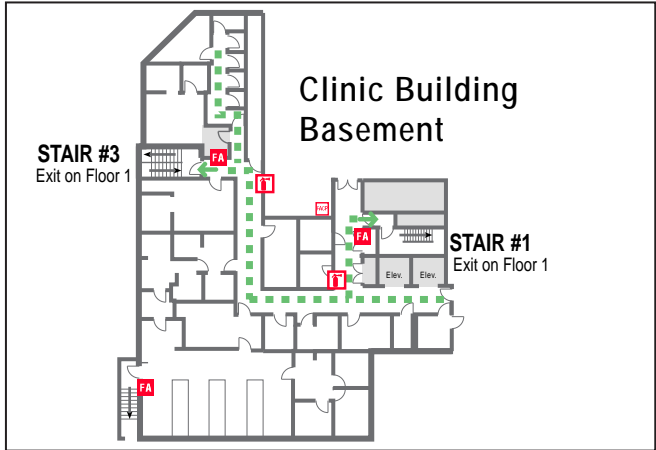 Clinic Building
Basement
STAIR #3
Exit on Floor 1
FA
FA
STAIR #1
Exit on Floor 1
Elev.
Elev.
FA